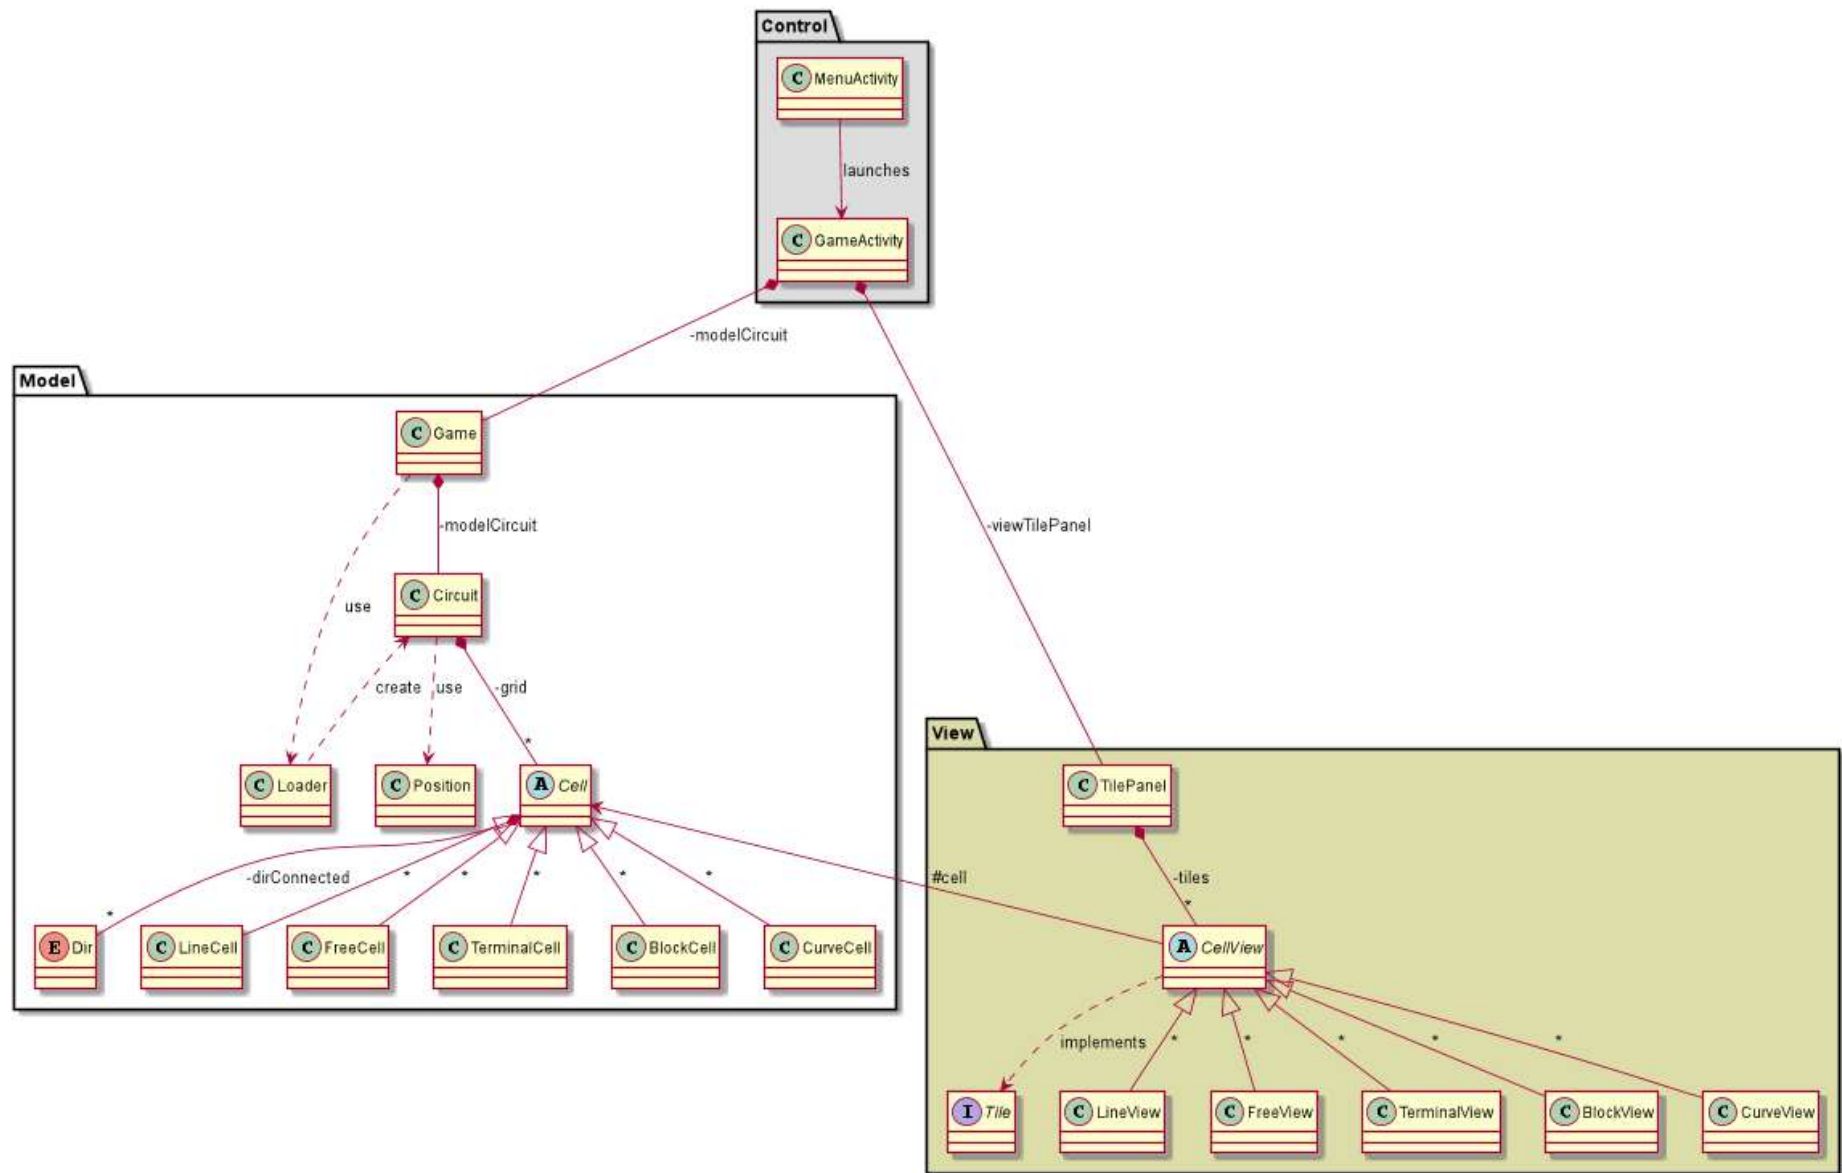 Control
C MenuActivity
launches
C GameActivity
-modelCircuit
Model
C Game
-modelCircuit
-viewTilePanel
C Circuit
use
create
use
-grid
*
View
C Loader
C Position
A Cell
C TilePanel
-dirConnected
*
*
*
*
*
#cell
-tiles
*
*
E Dir
C LineCell
C FreeCell
C TerminalCell
C BlockCell
C CurveCell
A CellView
implements
*
*
*
*
*
I Tile
C LineView
C FreeView
C TerminalView
C BlockView
C CurveView